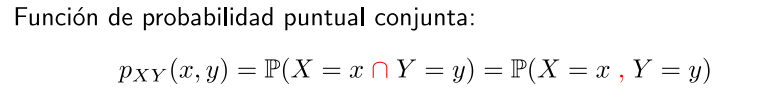 Función de probabilidad puntual conjunta:
p_{XY}(x, y) = ℙ(X = x ∩ Y = y) = ℙ(X = x , Y = y)